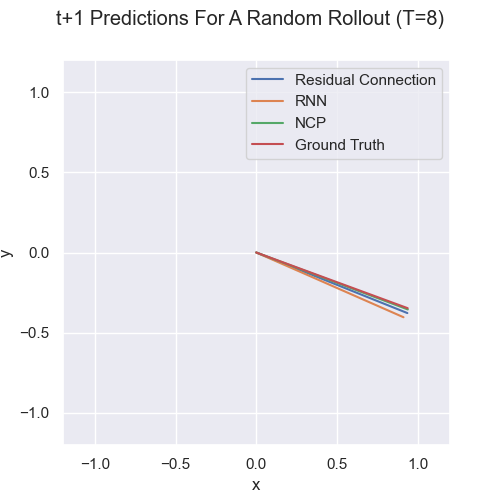 t+1 Predictions For A Random Rollout (T=8)
Residual Connection
RNN
NCP
Ground Truth
1.0
0.5
0.0
−0.5
−1.0
y
−1.0 −0.5 0.0 0.5 1.0
x